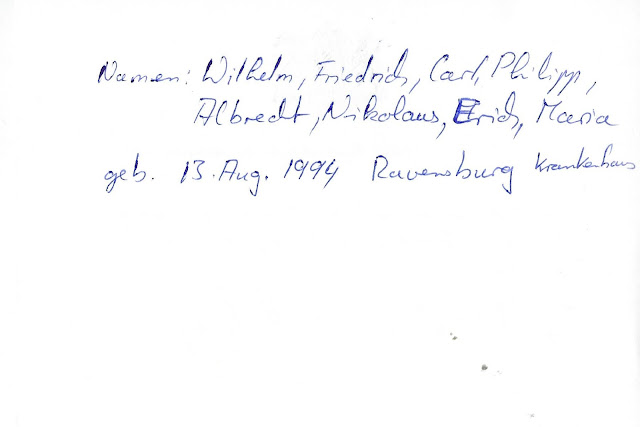 Namen: Wilhelm, Friedrich, Carl, Philipp,
Albrecht, Nikolaus, Erich, Maria
geb. 13. Aug. 1994 Ravensburg Krankenhaus